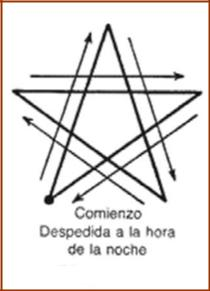 Comienzo
Despedida a la hora
de la noche